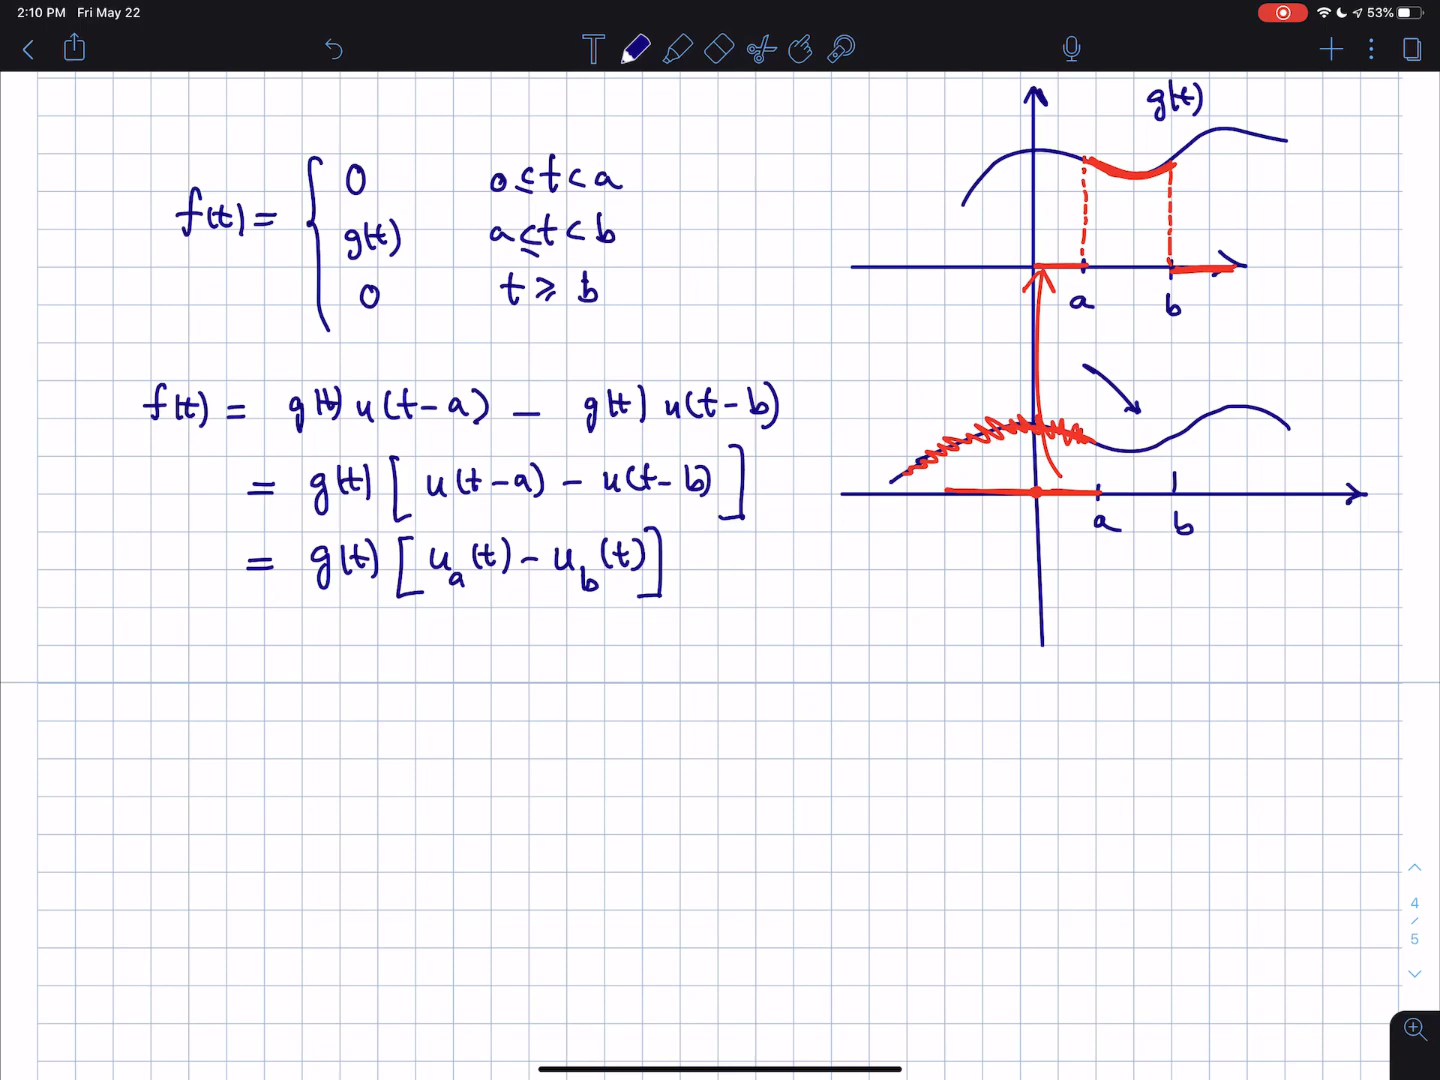 2:10 PM Fri May 22
53%
T
g(t)
f(t) = { 0 0 ≤ t < a
g(t) a ≤ t < b
0 t ⩾ b
a b
f(t) = g(t) u(t-a) - g(t) u(t-b)
= g(t) [ u(t-a) - u(t-b) ]
= g(t) [ u_a(t) - u_b(t) ]
a b
4
/
5